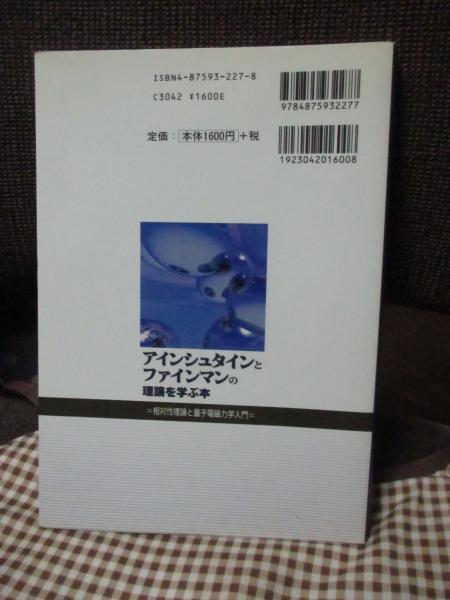 ISBN4-87593-227-8
C3042 ¥1600E
9784875932277
定価：本体1600円+税
1923042016008
アインシュタインと
ファインマンの
理論を学ぶ本
=相対性理論と量子電磁力学入門=